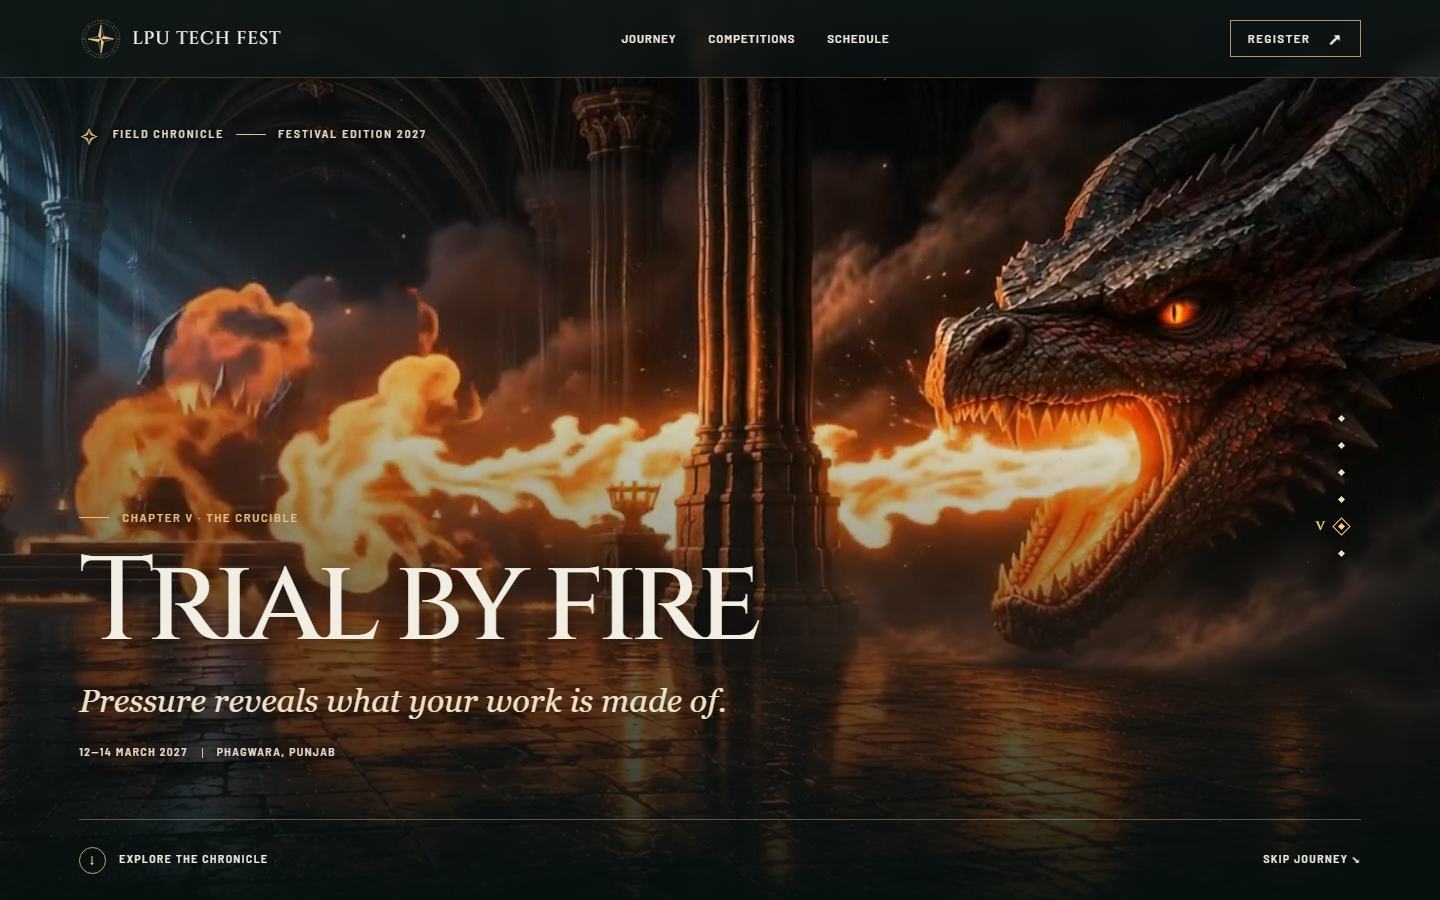 LPU TECH FEST
JOURNEY COMPETITIONS SCHEDULE
REGISTER ↗
FIELD CHRONICLE FESTIVAL EDITION 2027
V
CHAPTER V · THE CRUCIBLE
TRIAL BY FIRE
Pressure reveals what your work is made of.
12–14 MARCH 2027 | PHAGWARA, PUNJAB
↓ EXPLORE THE CHRONICLE
SKIP JOURNEY ↘